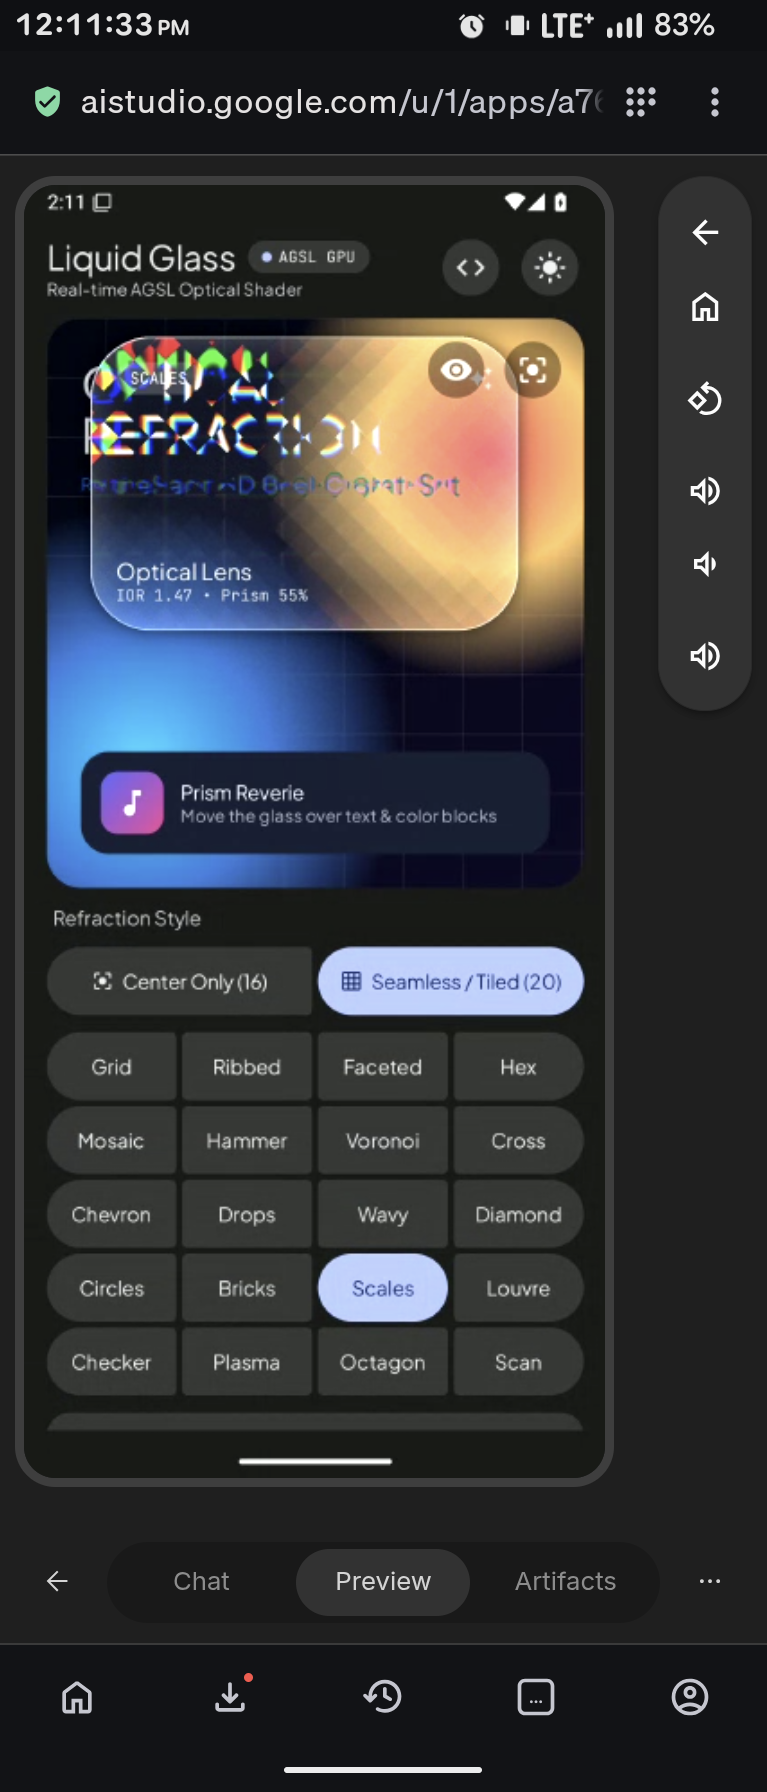 12:11:33 PM LTE+ 83%
aistudio.google.com/u/1/apps/a7
2:11
Liquid Glass AGSL GPU
Real-time AGSL Optical Shader
SCALES
REFRACTION
Optical Lens
IOR 1.47 • Prism 55%
Prism Reverie
Move the glass over text & color blocks
Refraction Style
Center Only (16) Seamless / Tiled (20)
Grid Ribbed Faceted Hex
Mosaic Hammer Voronoi Cross
Chevron Drops Wavy Diamond
Circles Bricks Scales Louvre
Checker Plasma Octagon Scan
Chat Preview Artifacts